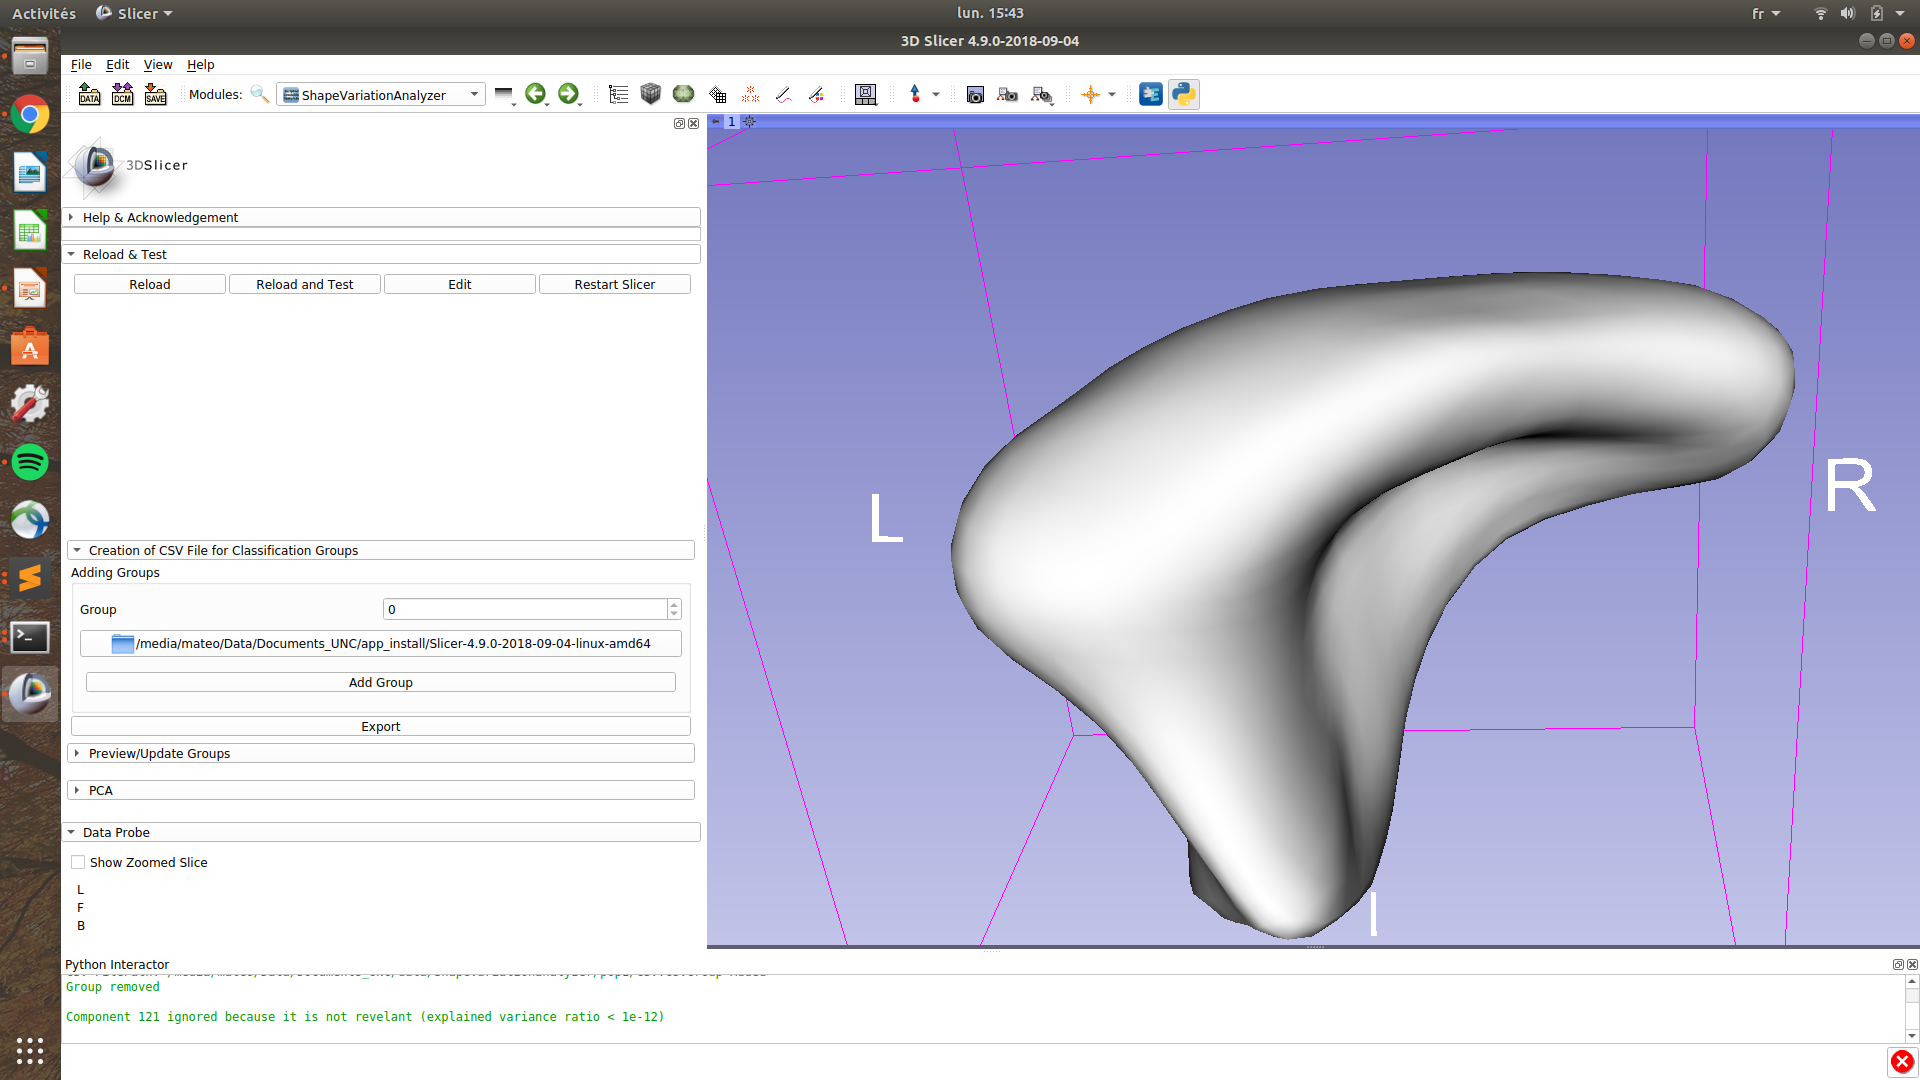 Activités
Slicer
lun. 15:43
fr
3D Slicer 4.9.0-2018-09-04
File
Edit
View
Help
DATA
DCM
SAVE
Modules:
ShapeVariationAnalyzer
1
3DSlicer
Help & Acknowledgement
Reload & Test
Reload
Reload and Test
Edit
Restart Slicer
L
R
I
Creation of CSV File for Classification Groups
Adding Groups
Group
0
/media/mateo/Data/Documents_UNC/app_install/Slicer-4.9.0-2018-09-04-linux-amd64
Add Group
Export
Preview/Update Groups
PCA
Data Probe
Show Zoomed Slice
L
F
B
Python Interactor
Group removed
Component 121 ignored because it is not revelant (explained variance ratio < 1e-12)